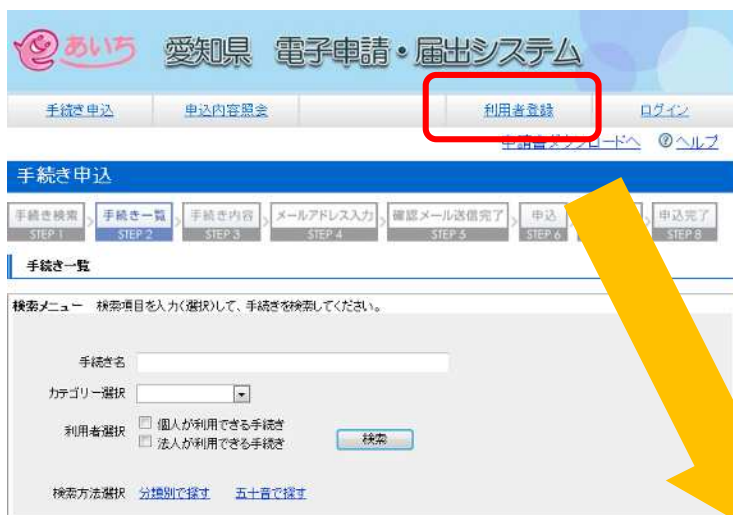 あいち 愛知県 電子申請・届出システム
手続き申込 申込内容照会 利用者登録 ログイン
申請書ダウンロードへ ヘルプ
手続き申込
手続き検索 手続き一覧 手続き内容 メールアドレス入力 確認メール送信完了 申込 申込完了
STEP 1 STEP 2 STEP 3 STEP 4 STEP 5 STEP 6 STEP 8
手続き一覧
検索メニュー 検索項目を入力(選択)して、手続きを検索してください。
手続き名
カテゴリー選択
利用者選択 個人が利用できる手続き
法人が利用できる手続き 検索
検索方法選択 分類別で探す 五十音で探す